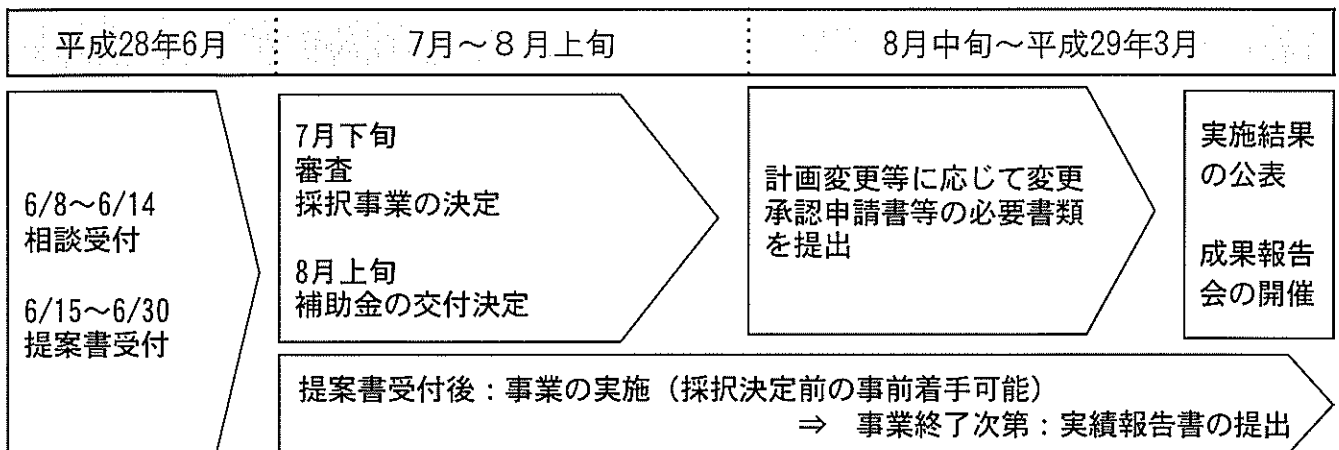 平成28年6月
7月～8月上旬
8月中旬～平成29年3月
6/8～6/14
相談受付
6/15～6/30
提案書受付
7月下旬
審査
採択事業の決定
8月上旬
補助金の交付決定
計画変更等に応じて変更
承認申請書等の必要書類
を提出
実施結果
の公表
成果報告
会の開催
提案書受付後：事業の実施（採択決定前の事前着手可能）
⇒　事業終了次第：実績報告書の提出